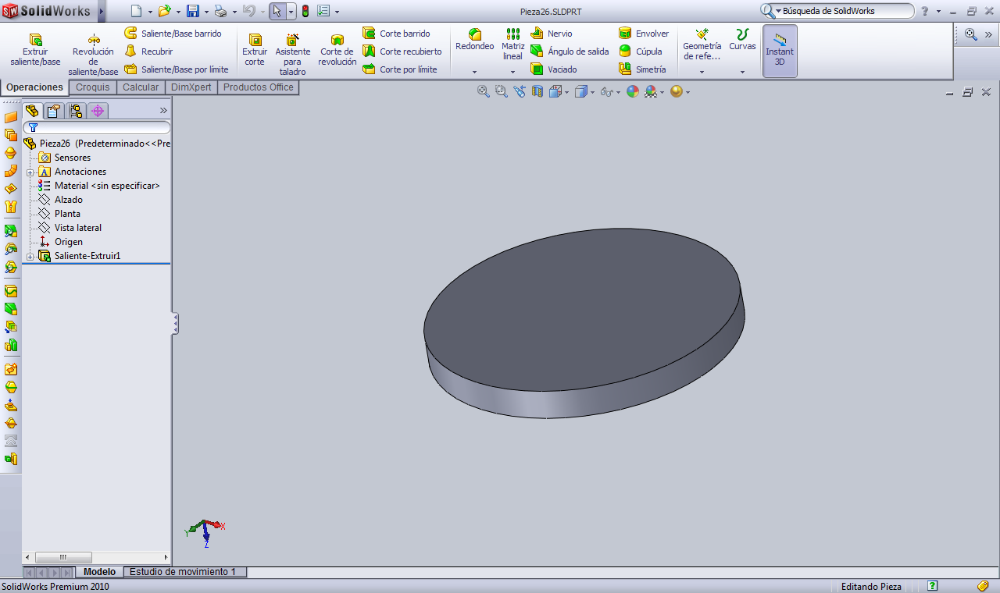 SolidWorks
Pieza26.SLDPRT
Búsqueda de SolidWorks
Extruir
saliente/base
Revolución
de
saliente/base
Saliente/Base barrido
Recubrir
Saliente/Base por límite
Extruir
corte
Asistente
para
taladro
Corte de
revolución
Corte barrido
Corte recubierto
Corte por límite
Redondeo
Matriz
lineal
Nervio
Ángulo de salida
Vaciado
Envolver
Cúpula
Simetría
Geometría
de refe...
Curvas
Instant
3D
Operaciones
Croquis
Calcular
DimXpert
Productos Office
Pieza26 (Predeterminado<<Pre
Sensores
Anotaciones
Material <sin especificar>
Alzado
Planta
Vista lateral
Origen
Saliente-Extruir1
X
Y
Z
Modelo
Estudio de movimiento 1
SolidWorks Premium 2010
Editando Pieza